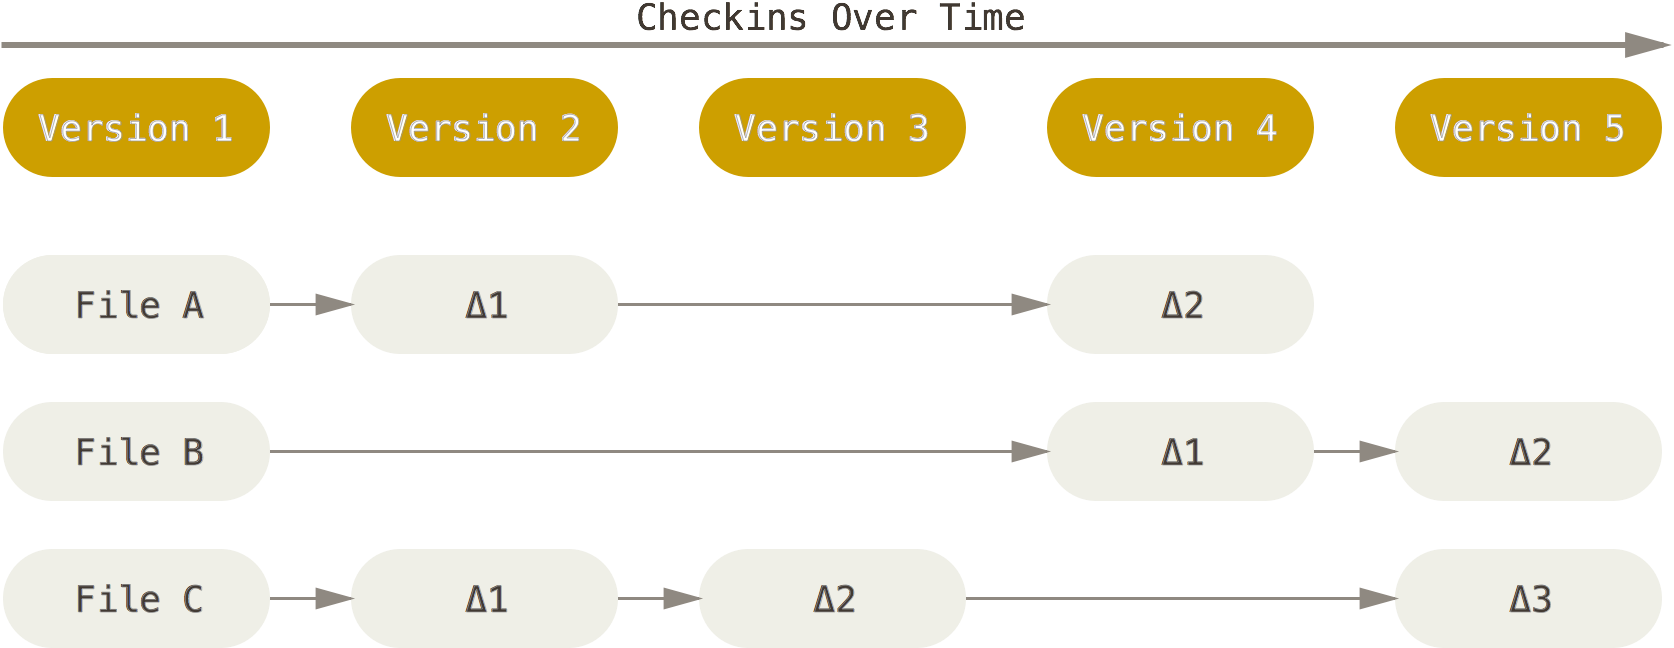 Checkins Over Time
Version 1 Version 2 Version 3 Version 4 Version 5
File A Δ1 Δ2
File B Δ1 Δ2
File C Δ1 Δ2 Δ3